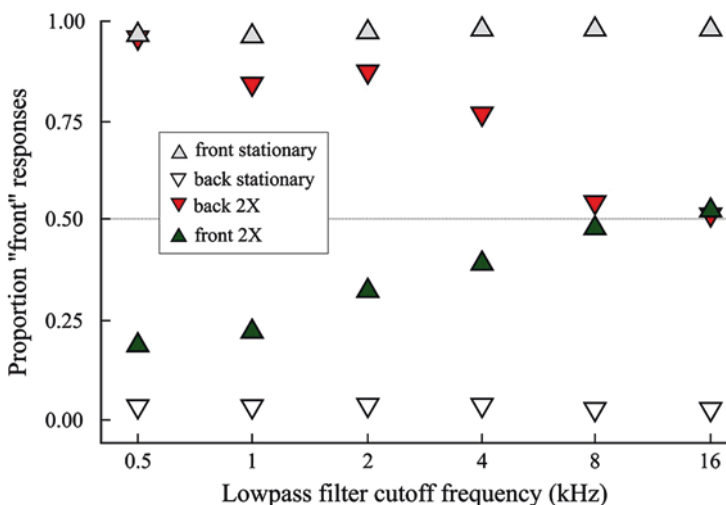 Proportion "front" responses
1.00
0.75
0.50
0.25
0.00
front stationary
back stationary
back 2X
front 2X
0.5 1 2 4 8 16
Lowpass filter cutoff frequency (kHz)